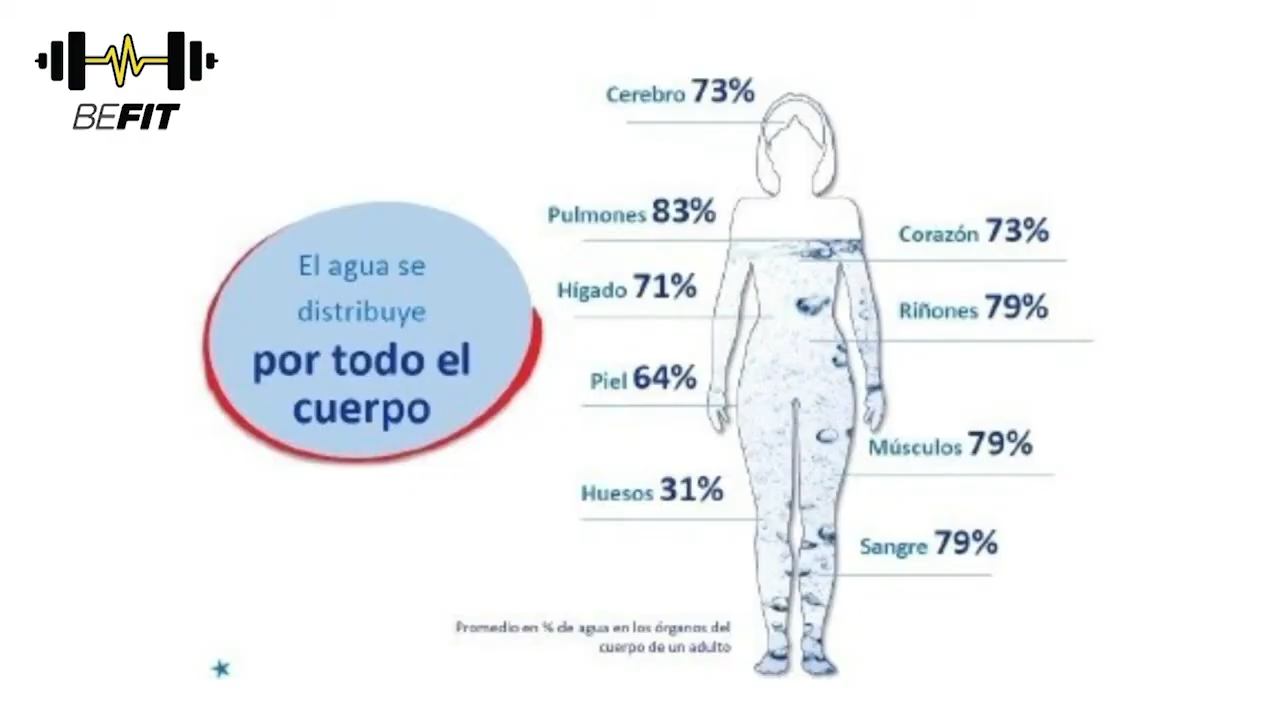 BEFIT
El agua se
distribuye
por todo el
cuerpo
Cerebro 73%
Pulmones 83%
Hígado 71%
Piel 64%
Huesos 31%
Corazón 73%
Riñones 79%
Músculos 79%
Sangre 79%
Promedio en % de agua en los órganos del
cuerpo de un adulto